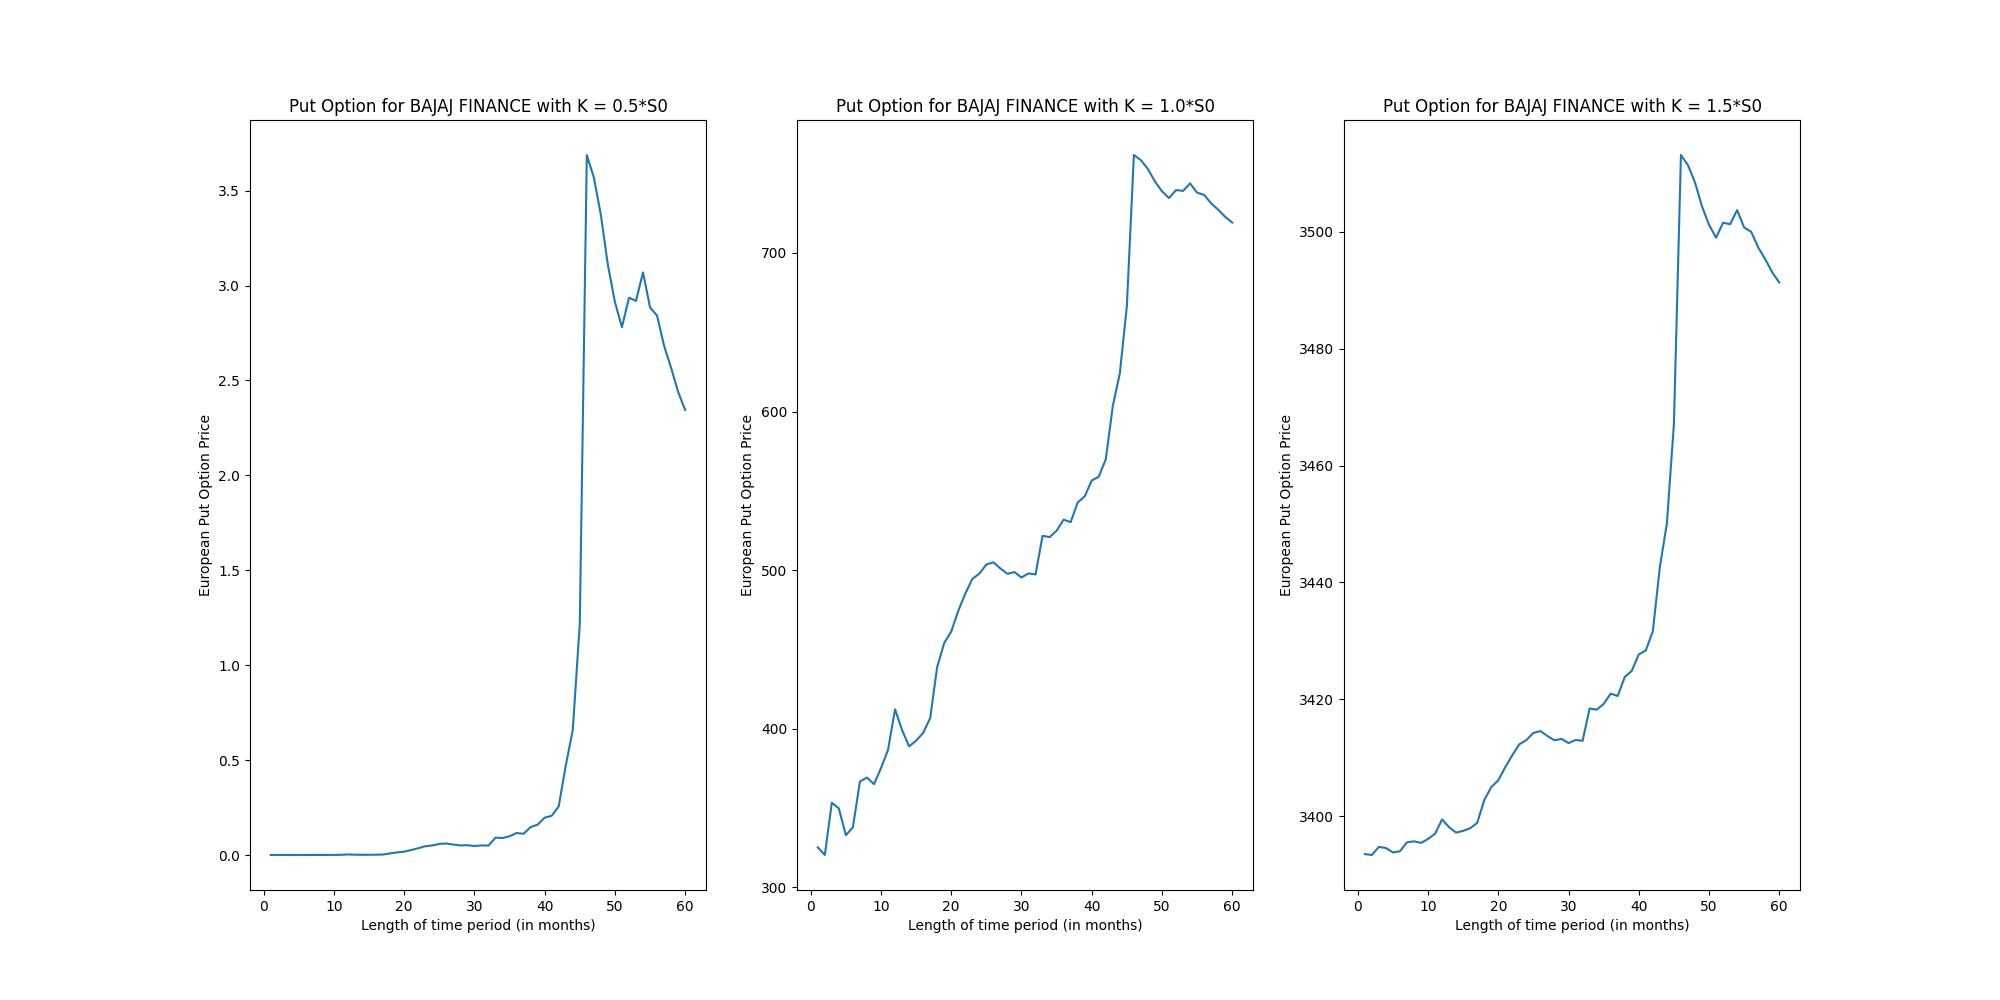 Put Option for BAJAJ FINANCE with K = 0.5*S0
European Put Option Price
3.5
3.0
2.5
2.0
1.5
1.0
0.5
0.0
0 10 20 30 40 50 60
Length of time period (in months)
Put Option for BAJAJ FINANCE with K = 1.0*S0
European Put Option Price
700
600
500
400
300
0 10 20 30 40 50 60
Length of time period (in months)
Put Option for BAJAJ FINANCE with K = 1.5*S0
European Put Option Price
3500
3480
3460
3440
3420
3400
0 10 20 30 40 50 60
Length of time period (in months)